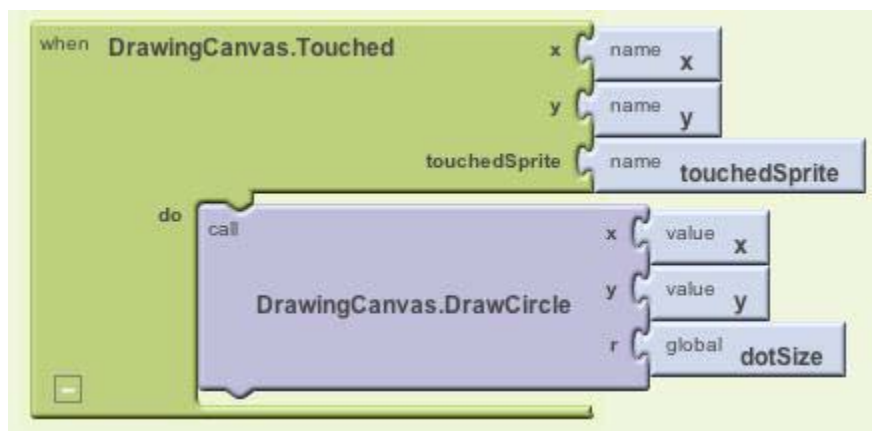 when DrawingCanvas.Touched x name x
y name y
touchedSprite name touchedSprite
do call x value x
DrawingCanvas.DrawCircle y value y
r global dotSize